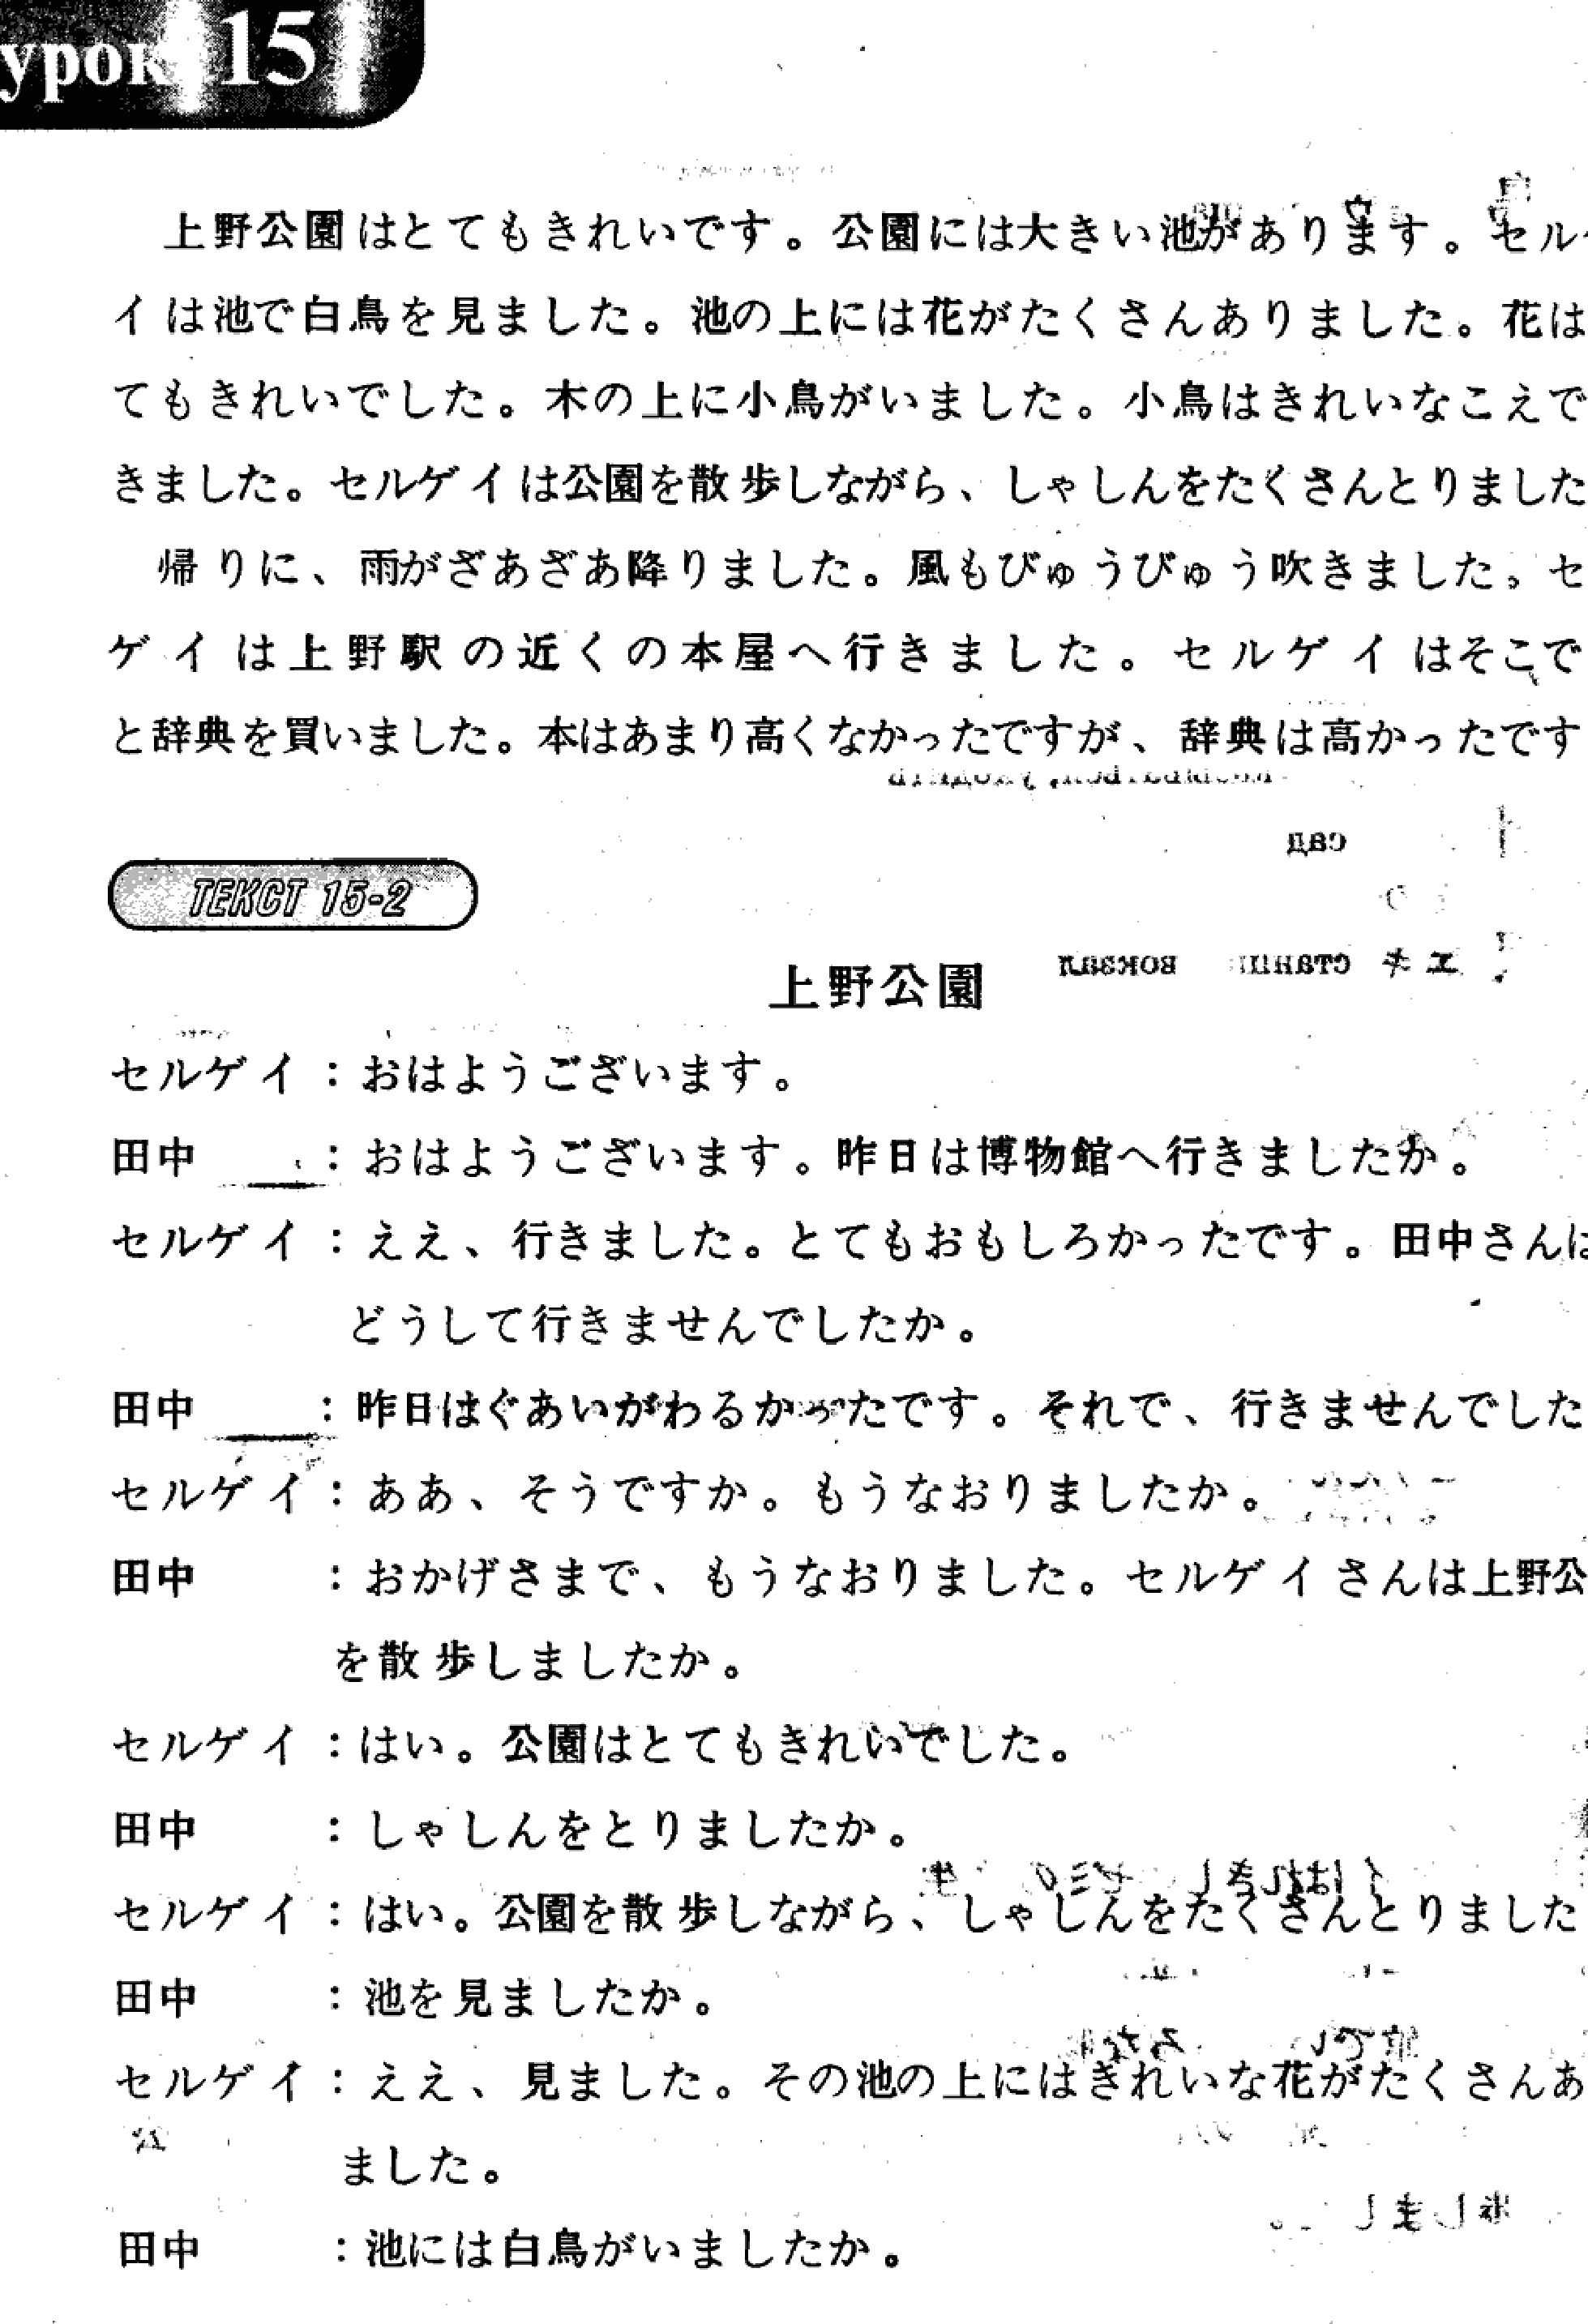 урок 15
上野公園はとてもきれいです。公園には大きい池があります。セル
イは池で白鳥を見ました。池の上には花がたくさんありました。花は
てもきれいでした。木の上に小鳥がいました。小鳥はきれいなこえで
きました。セルゲイは公園を散歩しながら、しゃしんをたくさんとりました
帰りに、雨がざあざあ降りました。風もびゅうびゅう吹きました。セ
ゲイは上野駅の近くの本屋へ行きました。セルゲイはそこで
と辞典を買いました。本はあまり高くなかったですが、辞典は高かったです
ТЕКСТ 15-2
上野公園
セルゲイ：おはようございます。
田中：おはようございます。昨日は博物館へ行きましたか。
セルゲイ：ええ、行きました。とてもおもしろかったです。田中さんは
どうして行きませんでしたか。
田中：昨日はぐあいがわるかったです。それで、行きませんでした
セルゲイ：ああ、そうですか。もうなおりましたか。
田中：おかげさまで、もうなおりました。セルゲイさんは上野公
を散歩しましたか。
セルゲイ：はい。公園はとてもきれいでした。
田中：しゃしんをとりましたか。
セルゲイ：はい。公園を散歩しながら、しゃしんをたくさんとりました
田中：池を見ましたか。
セルゲイ：ええ、見ました。その池の上にはきれいな花がたくさんあ
ました。
田中：池には白鳥がいましたか。